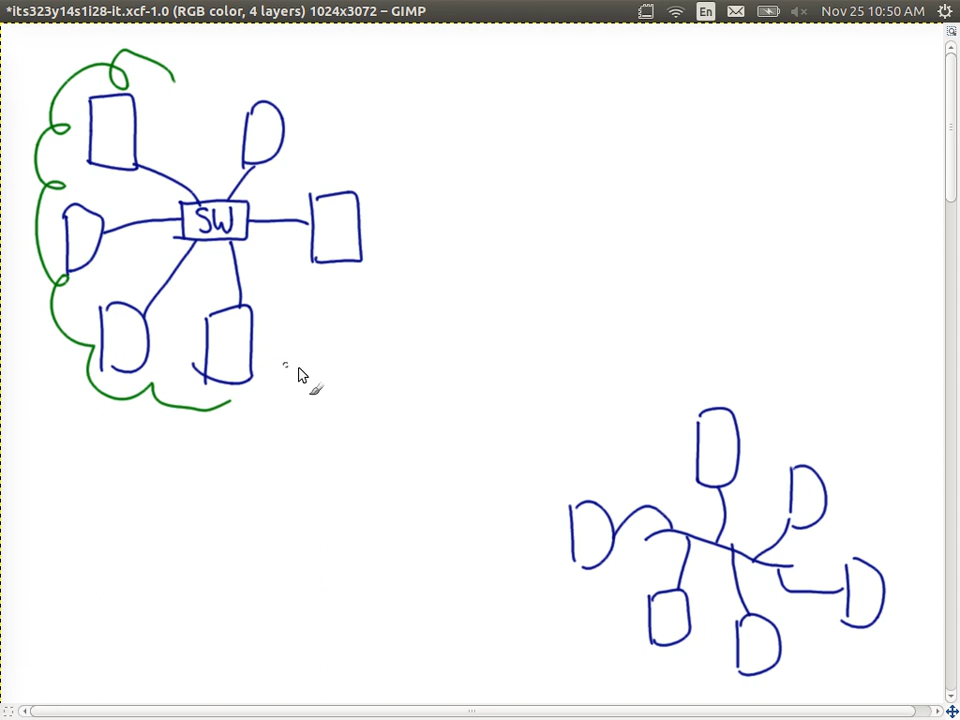 *its323y14s1l28-it.xcf-1.0 (RGB color, 4 layers) 1024x3072 – GIMP
En
Nov 25 10:50 AM
SW